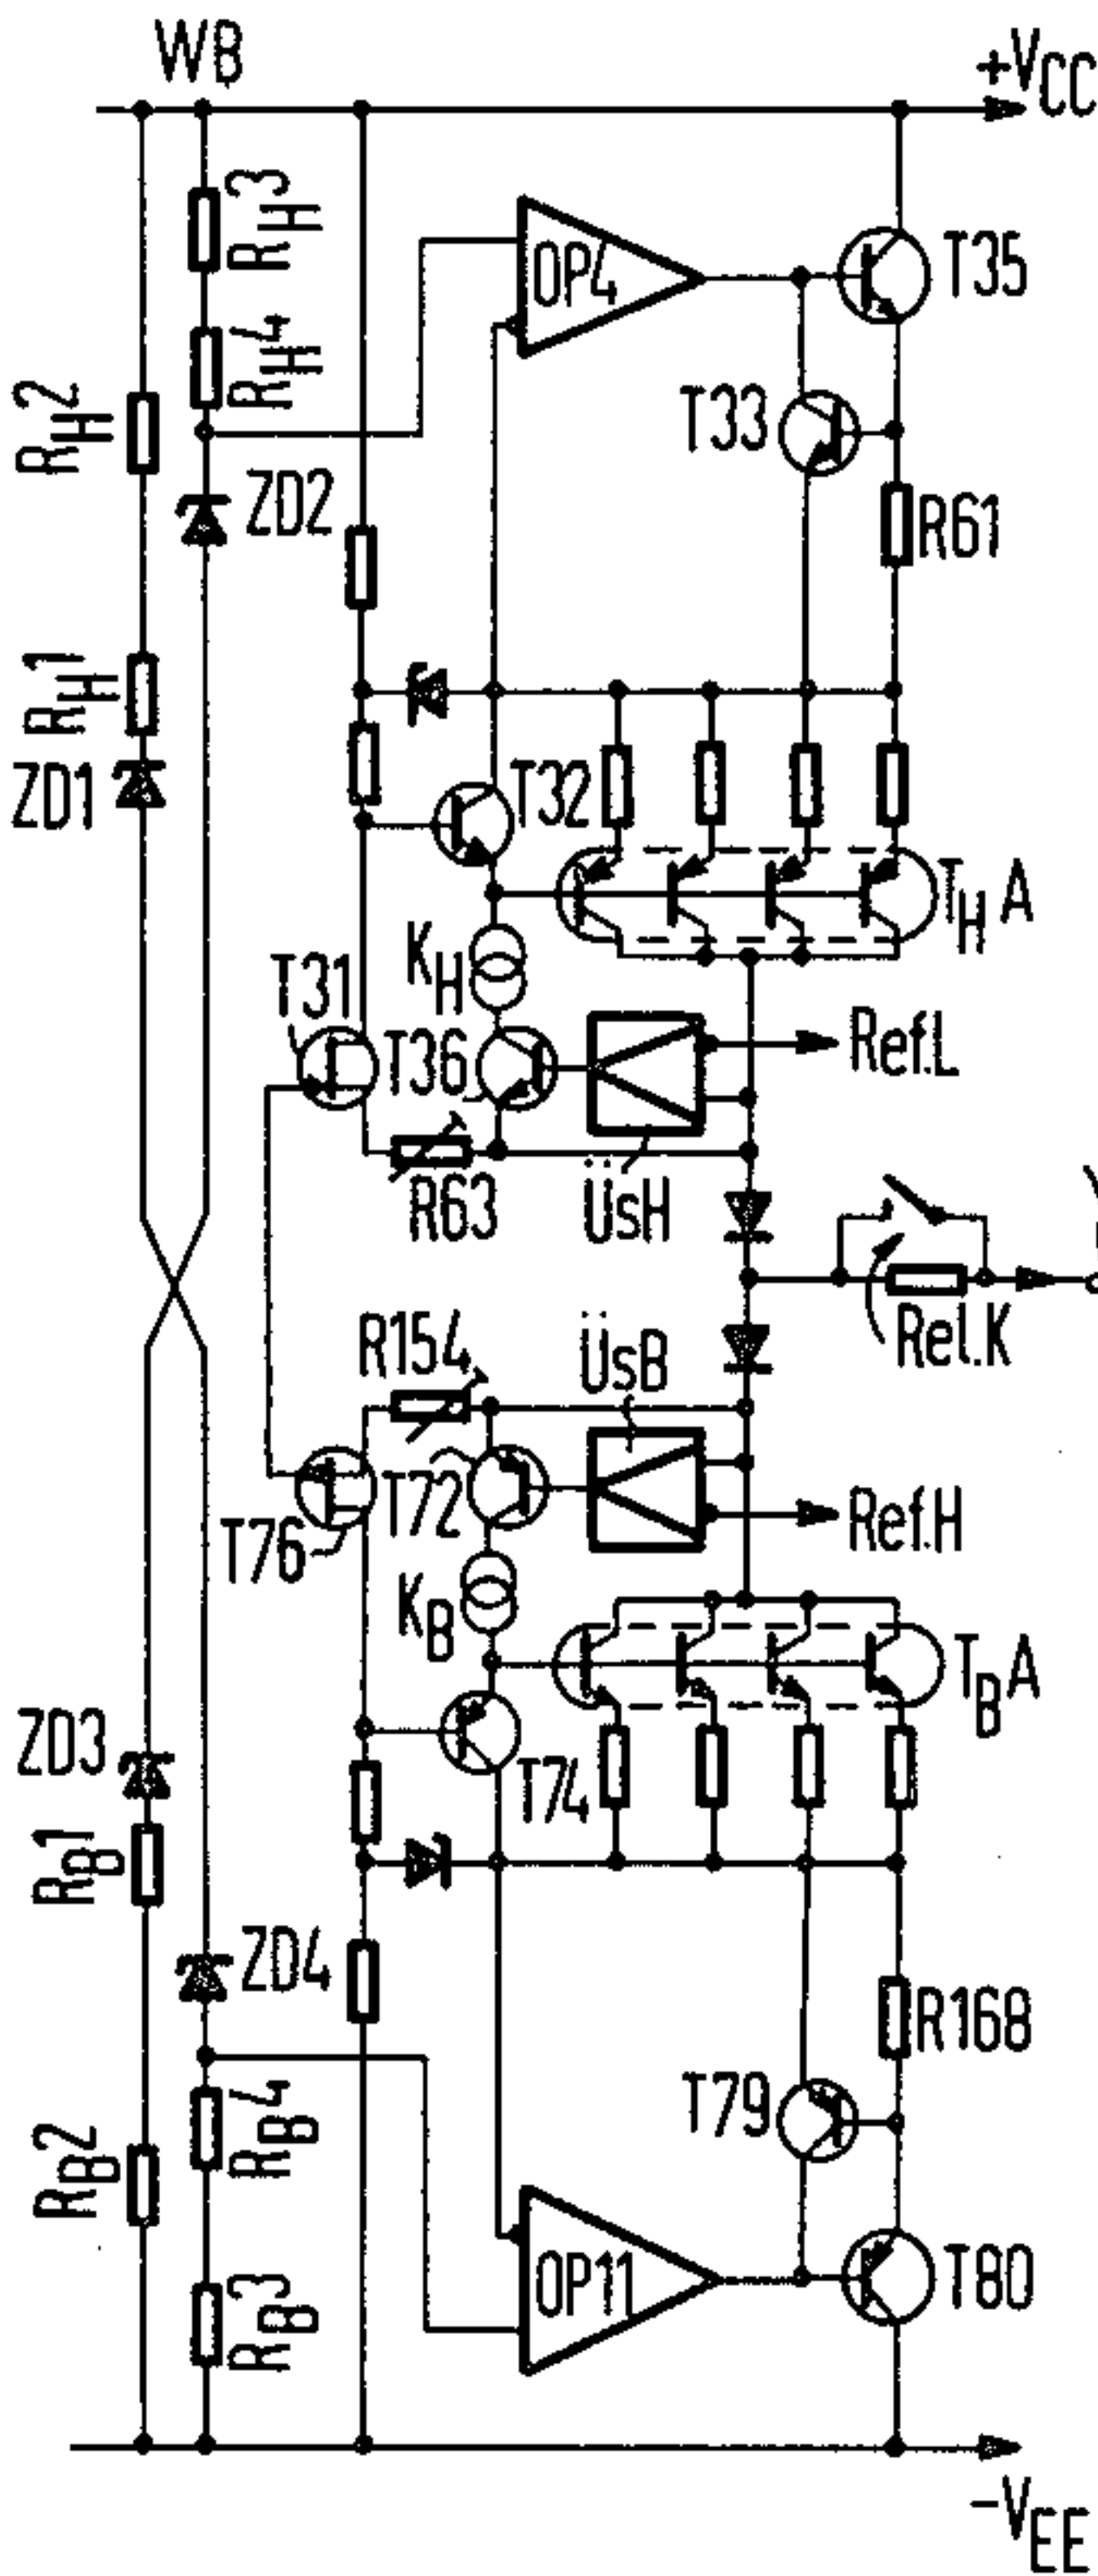 WB
+VCC
RH3
OP4
T35
RH4
RH2
T33
ZD2
R61
RH1
ZD1
T32
THA
KH
T31
T36
Ref.L
R63
ÜsH
Rel.K
R154
ÜsB
T72
Ref.H
T76
KB
TBA
ZD3
T74
RB1
ZD4
R168
T79
RB4
RB2
OP11
T80
RB3
-VEE